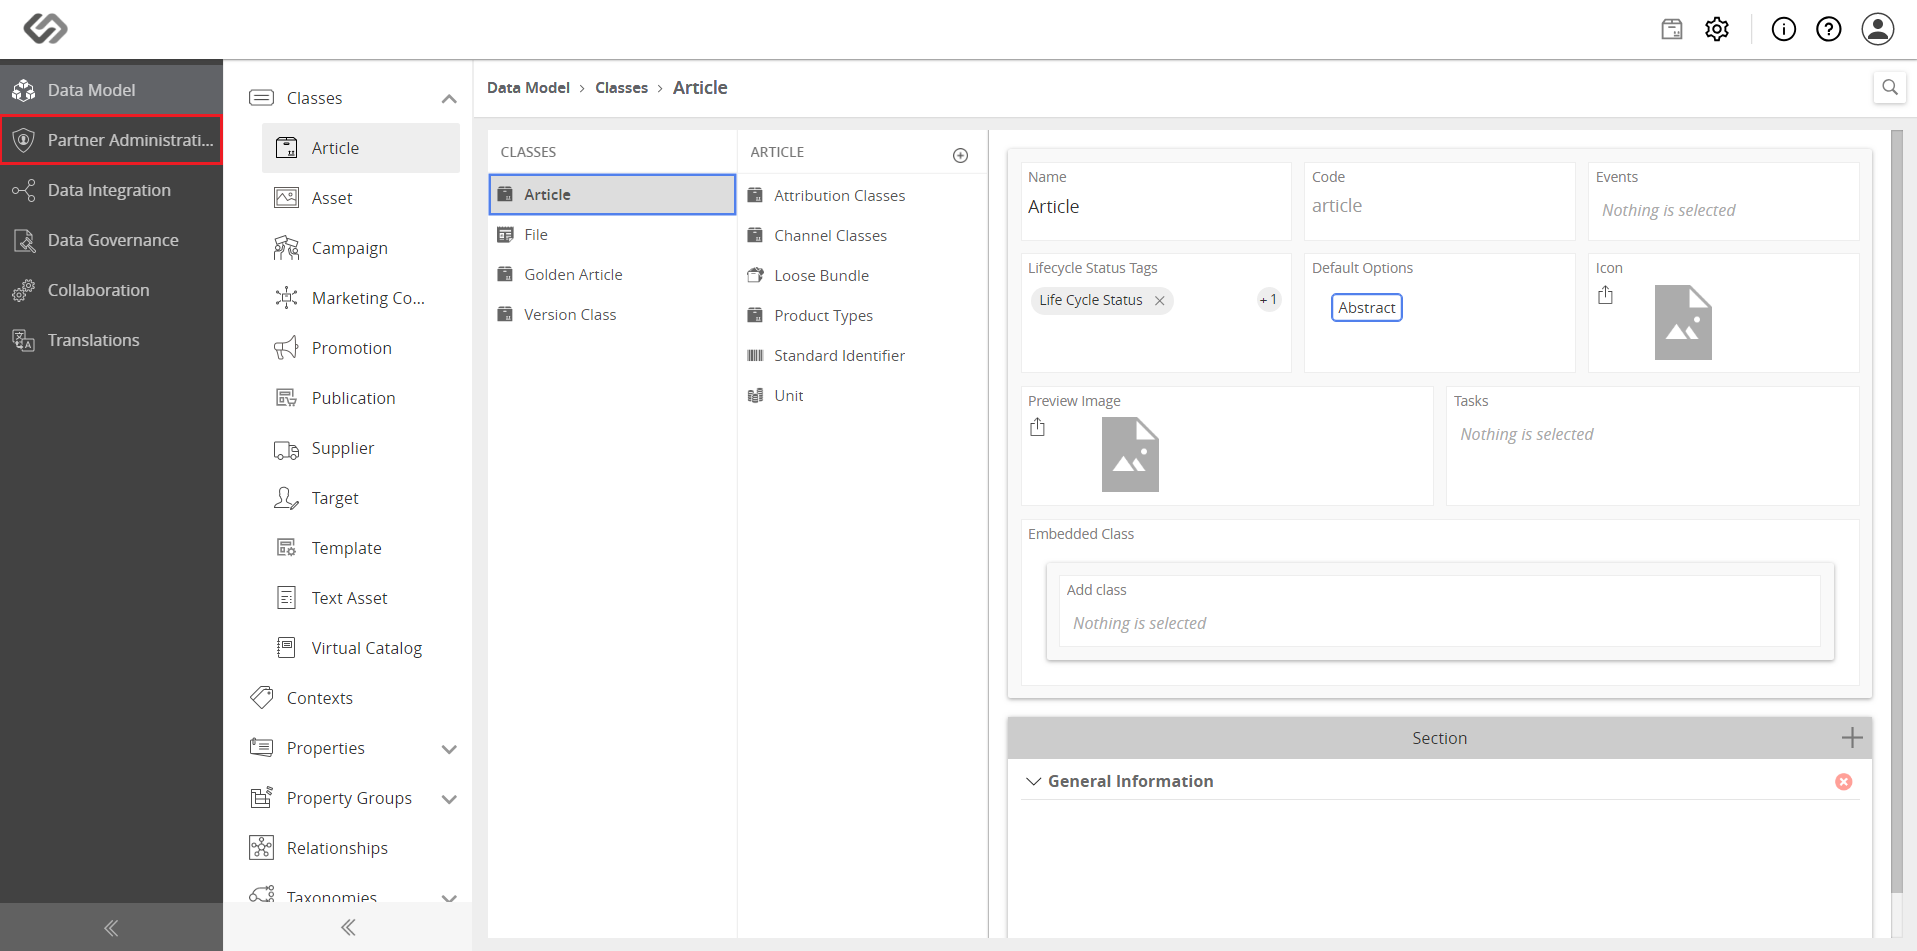 Data Model
Partner Administrati...
Data Integration
Data Governance
Collaboration
Translations
Classes
Article
Asset
Campaign
Marketing Co...
Promotion
Publication
Supplier
Target
Template
Text Asset
Virtual Catalog
Contexts
Properties
Property Groups
Relationships
Taxonomies
Data Model > Classes > Article
CLASSES
Article
File
Golden Article
Version Class
ARTICLE
Attribution Classes
Channel Classes
Loose Bundle
Product Types
Standard Identifier
Unit
Name
Article
Code
article
Events
Nothing is selected
Lifecycle Status Tags
Life Cycle Status
+ 1
Default Options
Abstract
Icon
Preview Image
Tasks
Nothing is selected
Embedded Class
Add class
Nothing is selected
Section
General Information